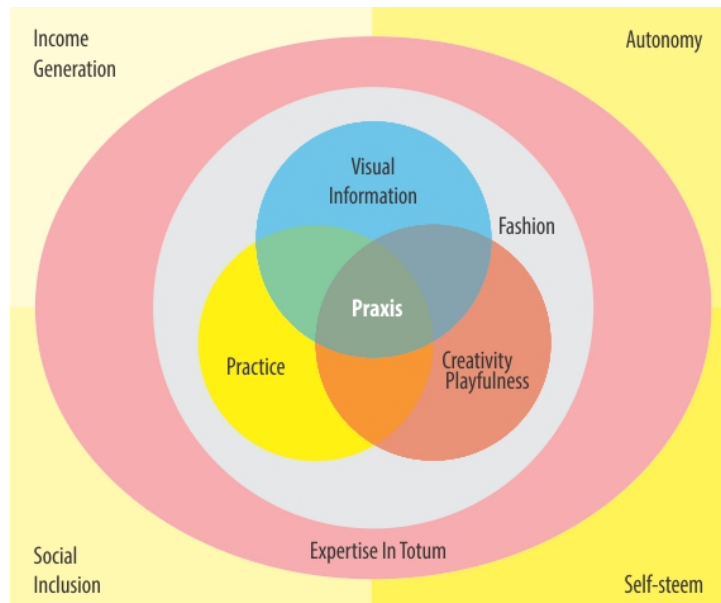 Income
Generation
Autonomy
Visual
Information
Fashion
Praxis
Practice
Creativity
Playfulness
Expertise In Totum
Social
Inclusion
Self-steem